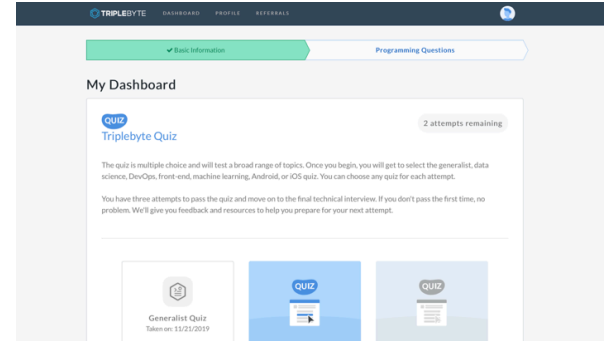 TRIPLEBYTE DASHBOARD PROFILE REFERRALS
✔ Basic Information Programming Questions
My Dashboard
QUIZ
2 attempts remaining
Triplebyte Quiz
The quiz is multiple choice and will test a broad range of topics. Once you begin, you will get to select the generalist, data
science, DevOps, front-end, machine learning, Android, or iOS quiz. You can choose any quiz for each attempt.
You have three attempts to pass the quiz and move on to the final technical interview. If you don't pass the first time, no
problem. We'll give you feedback and resources to help you prepare for your next attempt.
QUIZ QUIZ
Generalist Quiz
Taken on: 11/21/2019